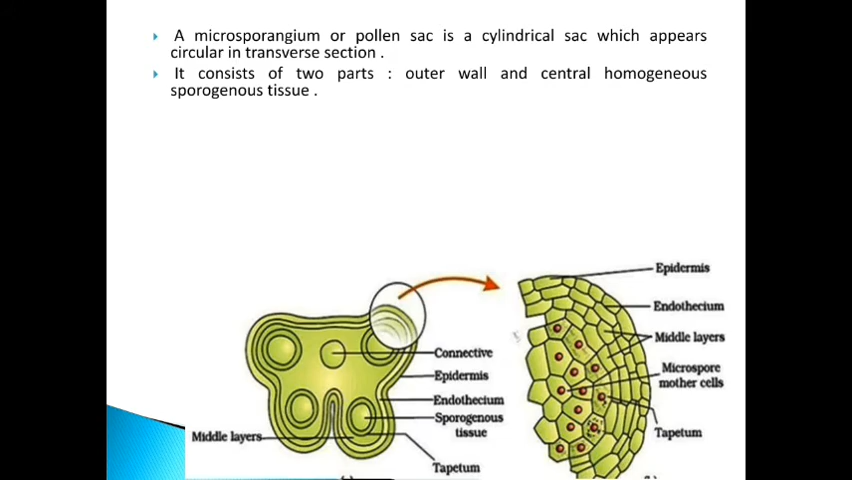 A microsporangium or pollen sac is a cylindrical sac which appears
circular in transverse section .
It consists of two parts : outer wall and central homogeneous
sporogenous tissue .
Epidermis
Endothecium
Middle layers
Microspore
mother cells
Tapetum
Connective
Epidermis
Endothecium
Sporogenous
tissue
Middle layers
Tapetum